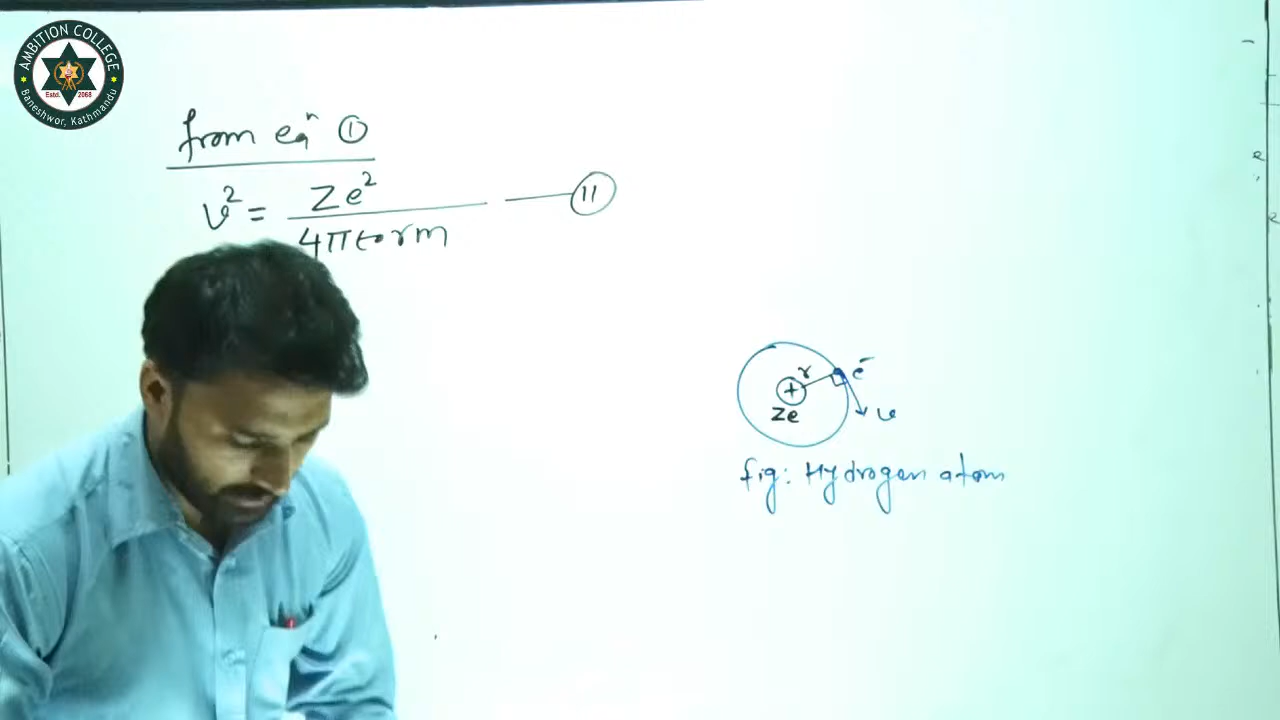 AMBITION COLLEGE
Estd. 2068
Baneshwor, Kathmandu
from eqⁿ ①
v² = Ze² / 4πε₀rm —— ⑪
r e⁻
+
Ze v
fig: Hydrogen atom